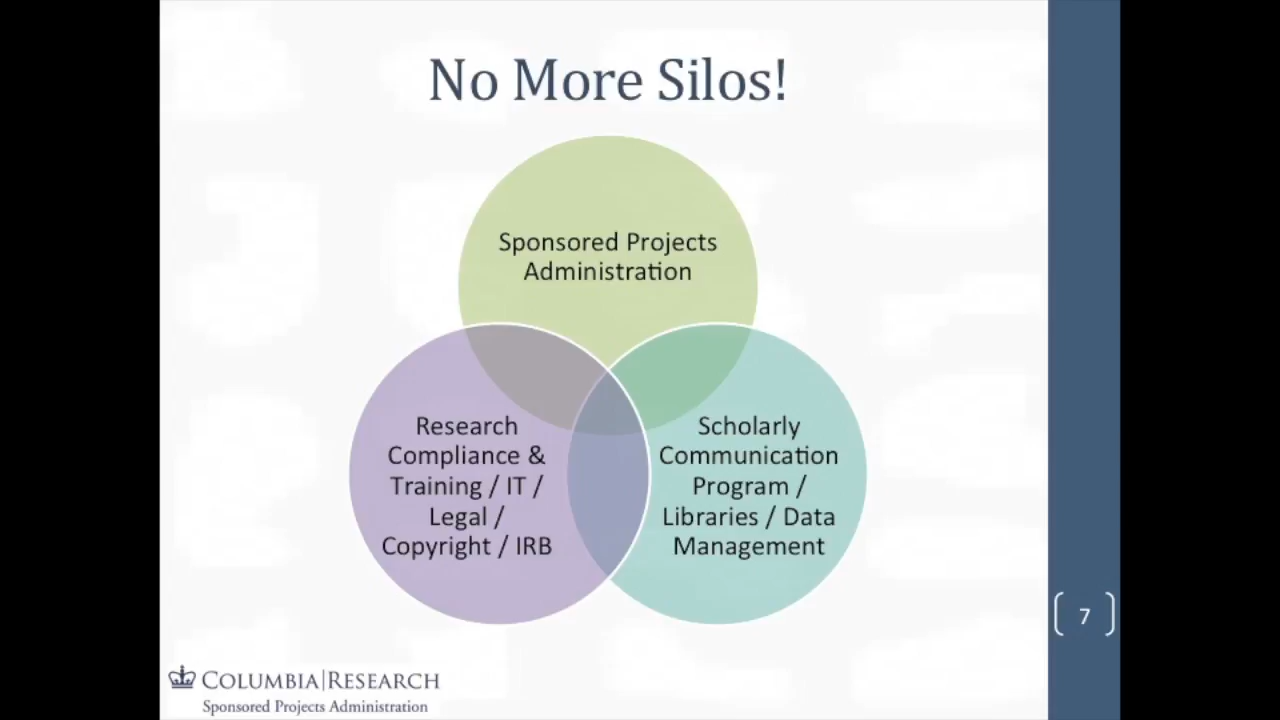 No More Silos!
Sponsored Projects
Administration
Research
Compliance &
Training / IT /
Legal /
Copyright / IRB
Scholarly
Communication
Program /
Libraries / Data
Management
7
COLUMBIA|RESEARCH
Sponsored Projects Administration